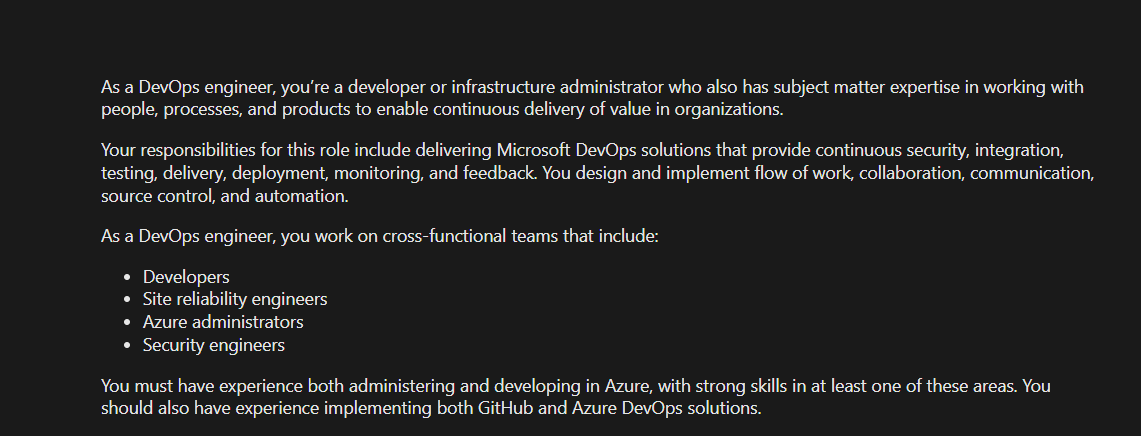 As a DevOps engineer, you’re a developer or infrastructure administrator who also has subject matter expertise in working with
people, processes, and products to enable continuous delivery of value in organizations.
Your responsibilities for this role include delivering Microsoft DevOps solutions that provide continuous security, integration,
testing, delivery, deployment, monitoring, and feedback. You design and implement flow of work, collaboration, communication,
source control, and automation.
As a DevOps engineer, you work on cross-functional teams that include:
• Developers
• Site reliability engineers
• Azure administrators
• Security engineers
You must have experience both administering and developing in Azure, with strong skills in at least one of these areas. You
should also have experience implementing both GitHub and Azure DevOps solutions.